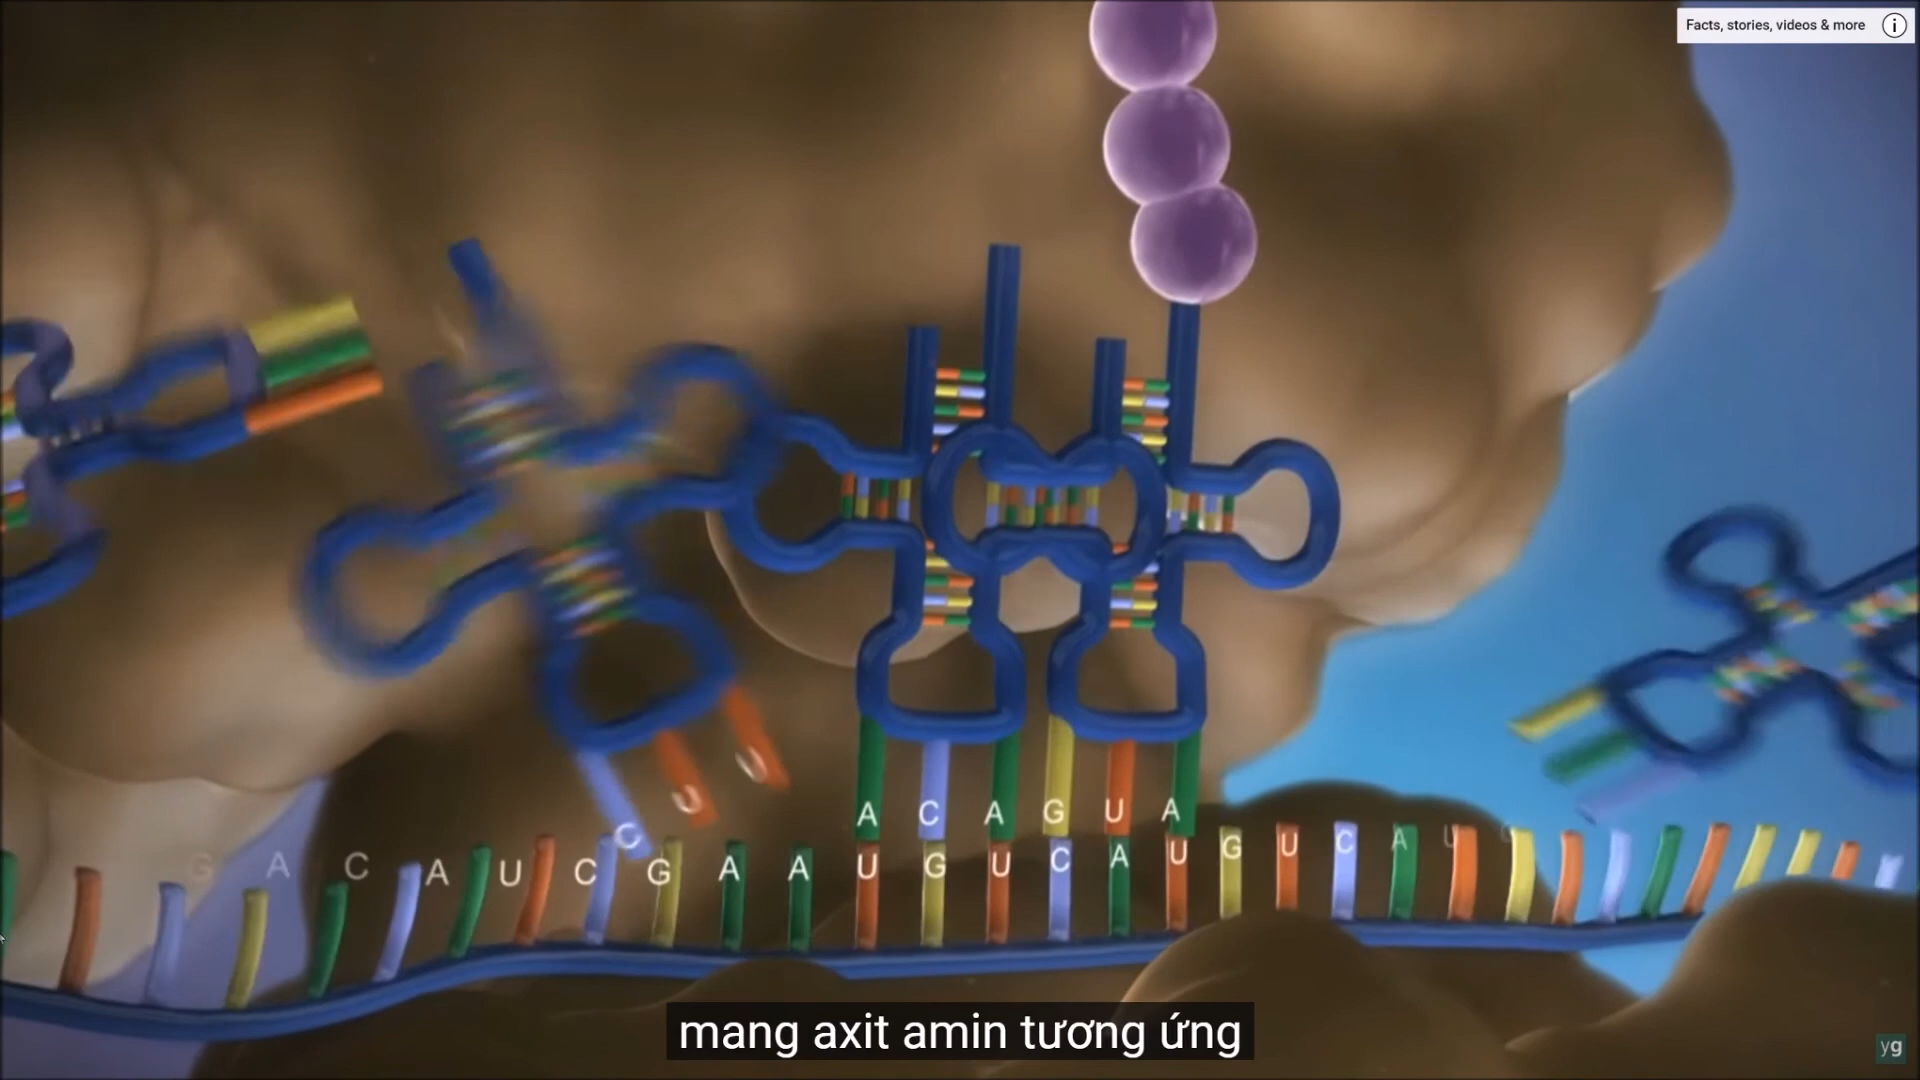 Facts, stories, videos & more
C U U
A C A G U A
G A C A U C G A A U G U C A U G U C A U C
mang axit amin tương ứng
yg